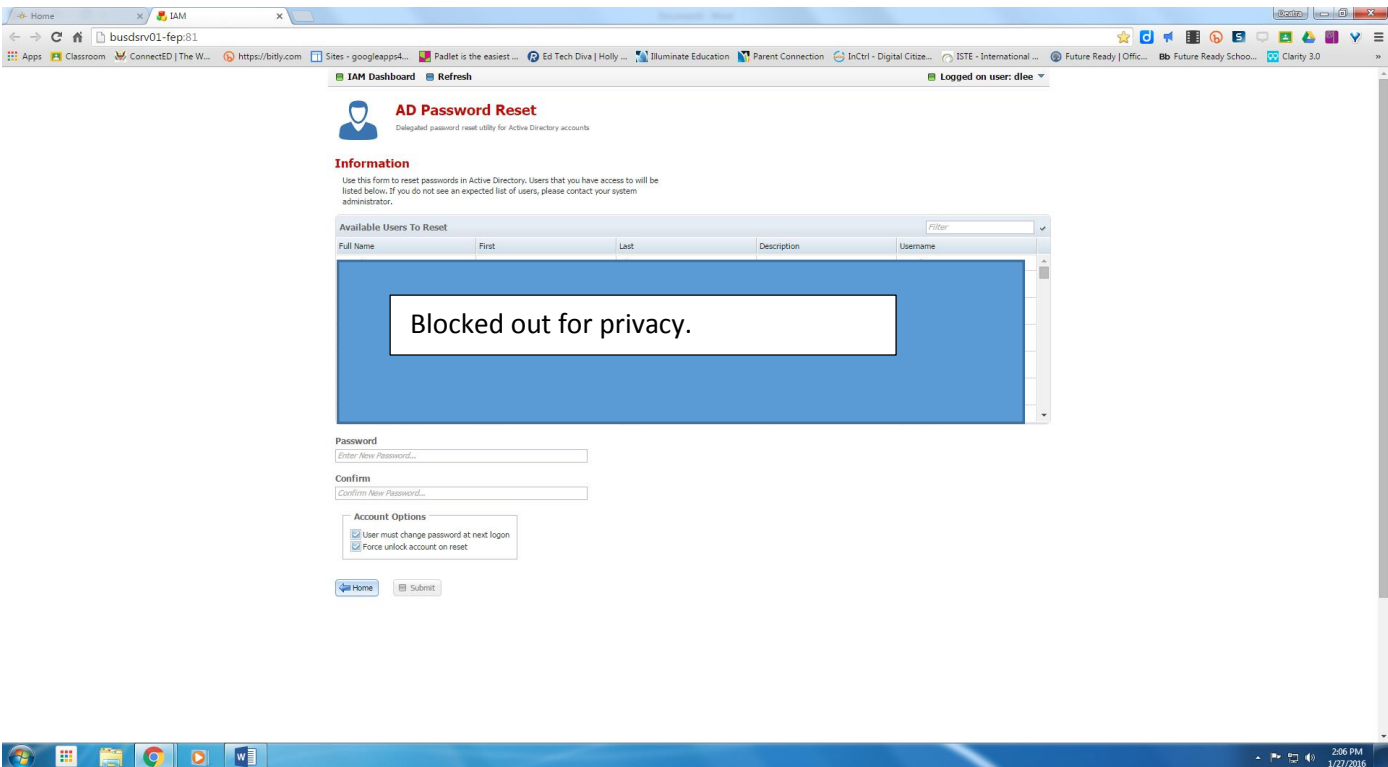 Home
IAM
Deatra
busdsrv01-fep:81
Apps Classroom ConnectED | The W... https://bitly.com Sites - googleapps4... Padlet is the easiest ... Ed Tech Diva | Holly ... Illuminate Education Parent Connection InCtrl - Digital Citize... ISTE - International ... Future Ready | Offic... Bb Future Ready Schoo... Clarity 3.0 »
IAM Dashboard Refresh Logged on user: dlee
AD Password Reset
Delegated password reset utility for Active Directory accounts
Information
Use this form to reset passwords in Active Directory. Users that you have access to will be
listed below. If you do not see an expected list of users, please contact your system
administrator.
Available Users To Reset Filter
Full Name First Last Description Username
Blocked out for privacy.
Password
Enter New Password...
Confirm
Confirm New Password...
Account Options
User must change password at next logon
Force unlock account on reset
Home Submit
2:06 PM
1/27/2016